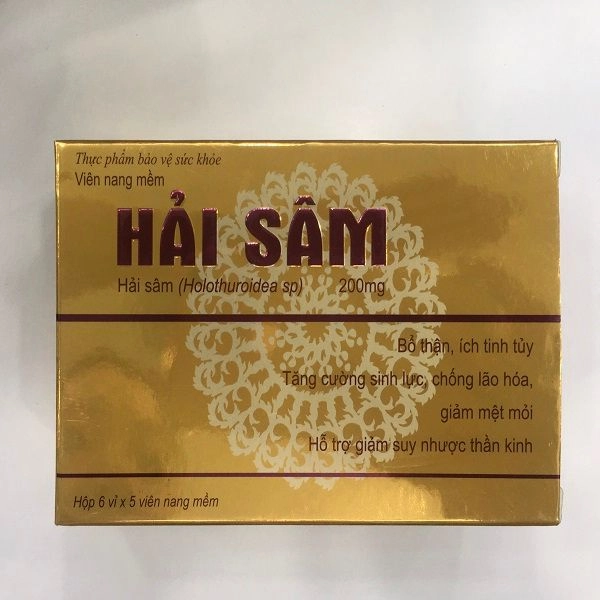 Thực phẩm bảo vệ sức khỏe
Viên nang mềm
HẢI SÂM
Hải sâm (Holothuroidea sp) 200mg
Bổ thận, ích tinh tủy
Tăng cường sinh lực, chống lão hóa,
giảm mệt mỏi
Hỗ trợ giảm suy nhược thần kinh
Hộp 6 vỉ x 5 viên nang mềm